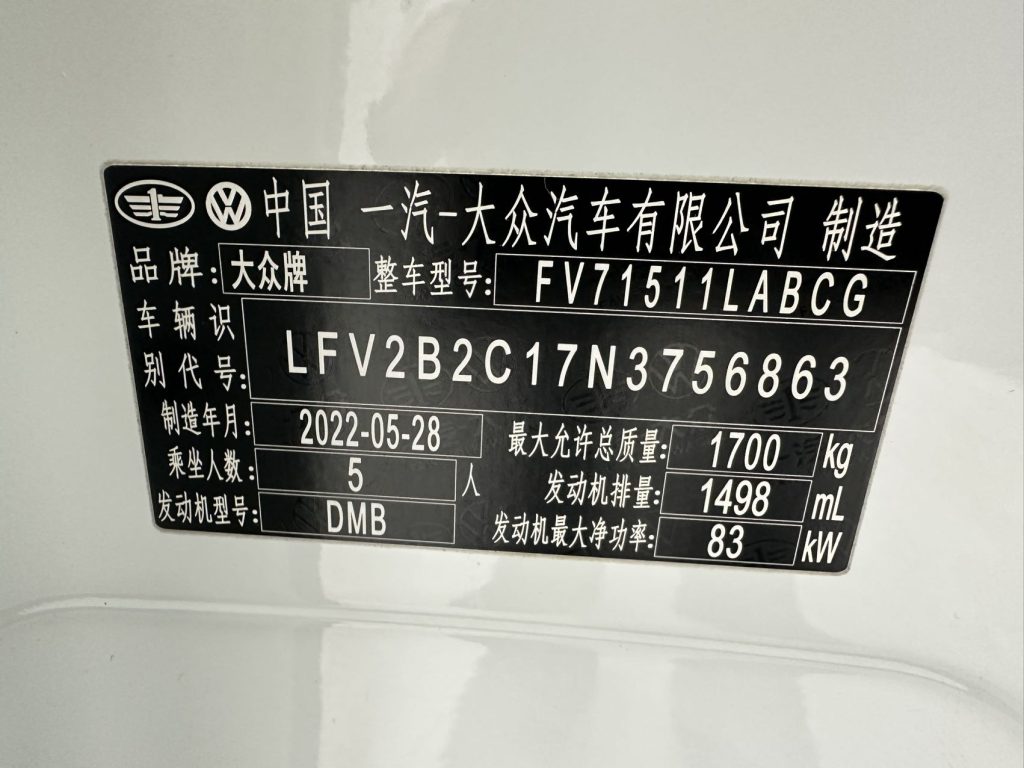 中国 一汽-大众汽车有限公司 制造
品牌: 大众牌 整车型号: FV71511LABCG
车辆识别代号: LFV2B2C17N3756863
制造年月: 2022-05-28 最大允许总质量: 1700 kg
乘坐人数: 5 人 发动机排量: 1498 mL
发动机型号: DMB 发动机最大净功率: 83 kW